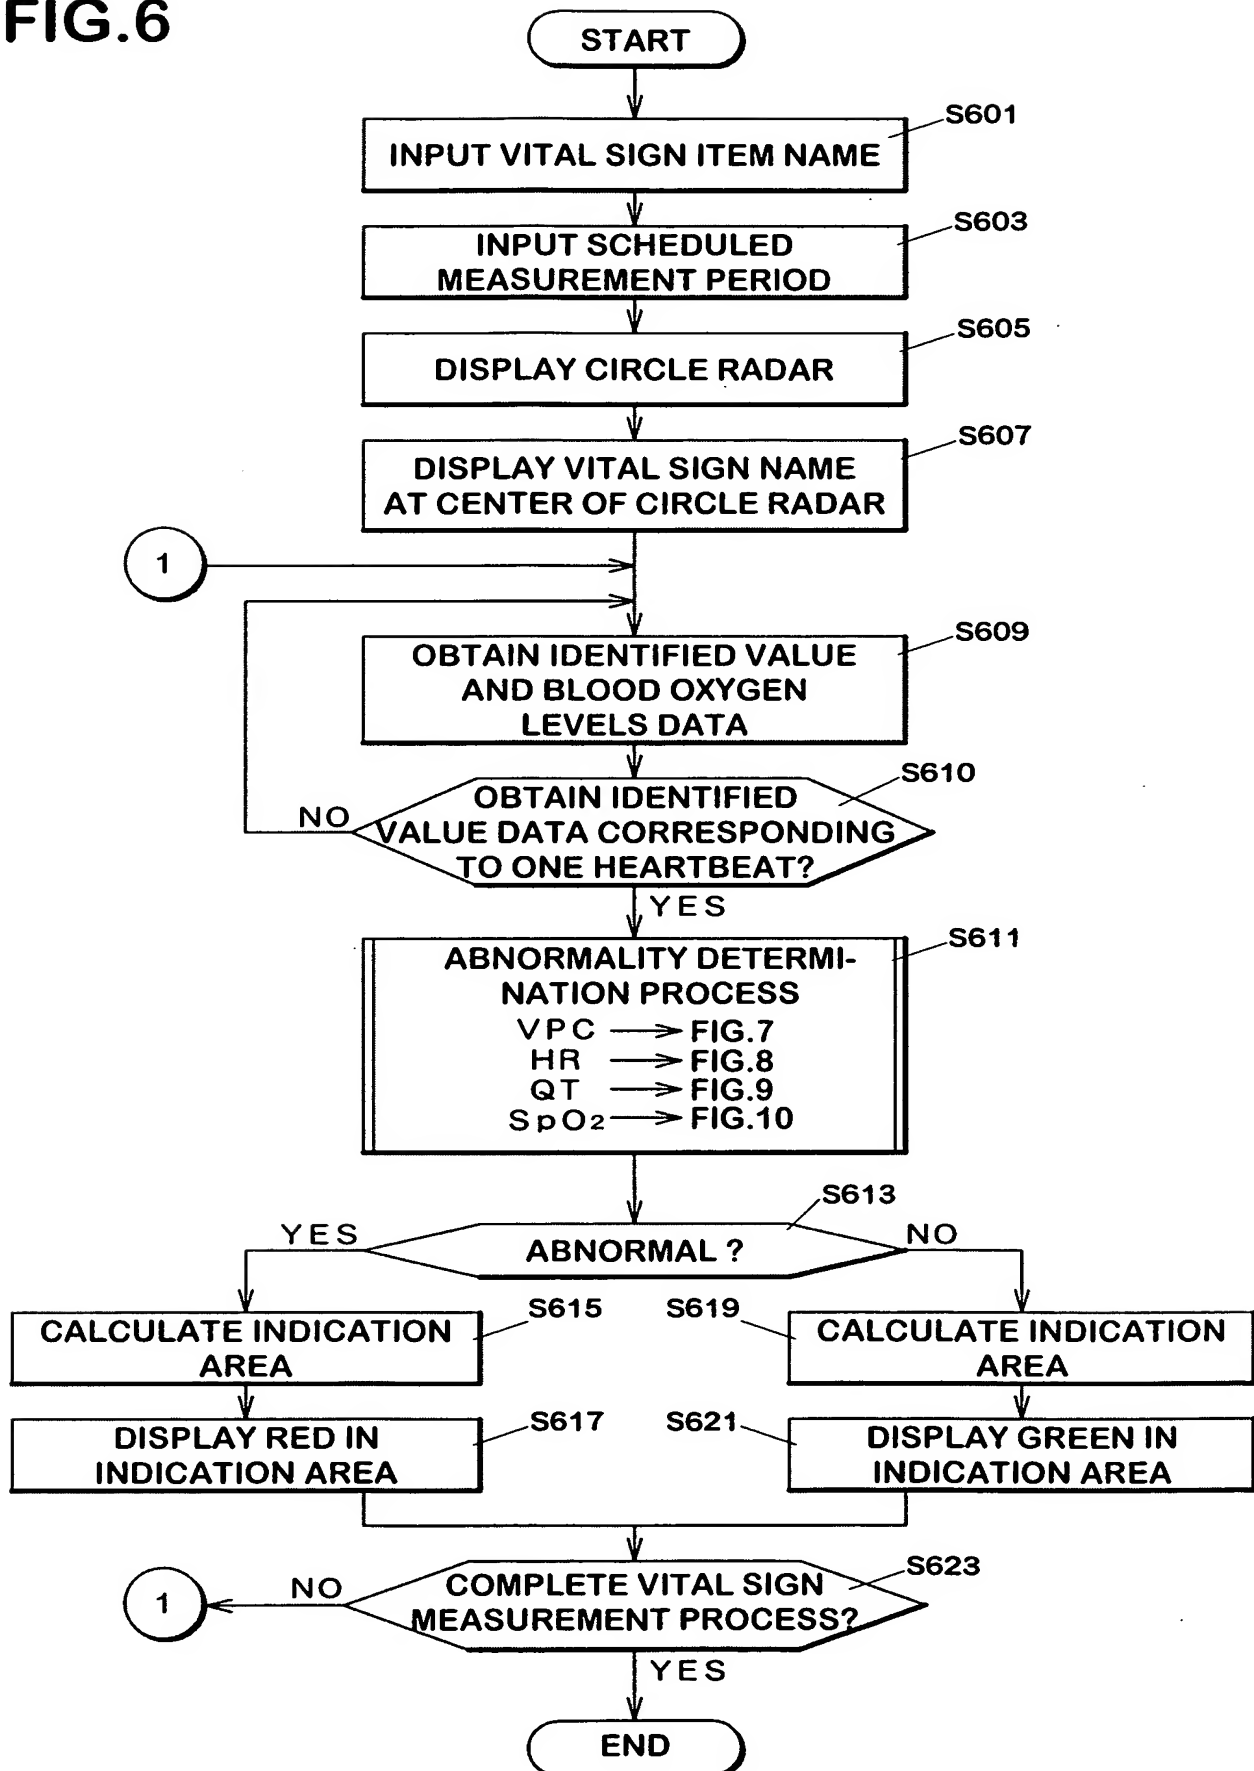 FIG.6
START
S601
INPUT VITAL SIGN ITEM NAME
S603
INPUT SCHEDULED
MEASUREMENT PERIOD
S605
DISPLAY CIRCLE RADAR
S607
DISPLAY VITAL SIGN NAME
AT CENTER OF CIRCLE RADAR
1
S609
OBTAIN IDENTIFIED VALUE
AND BLOOD OXYGEN
LEVELS DATA
S610
OBTAIN IDENTIFIED
VALUE DATA CORRESPONDING
TO ONE HEARTBEAT?
NO
YES
S611
ABNORMALITY DETERMI-
NATION PROCESS
VPC → FIG.7
HR → FIG.8
QT → FIG.9
SpO₂ → FIG.10
S613
ABNORMAL ?
YES
NO
S615
CALCULATE INDICATION
AREA
S619
CALCULATE INDICATION
AREA
S617
DISPLAY RED IN
INDICATION AREA
S621
DISPLAY GREEN IN
INDICATION AREA
S623
COMPLETE VITAL SIGN
MEASUREMENT PROCESS?
NO
1
YES
END